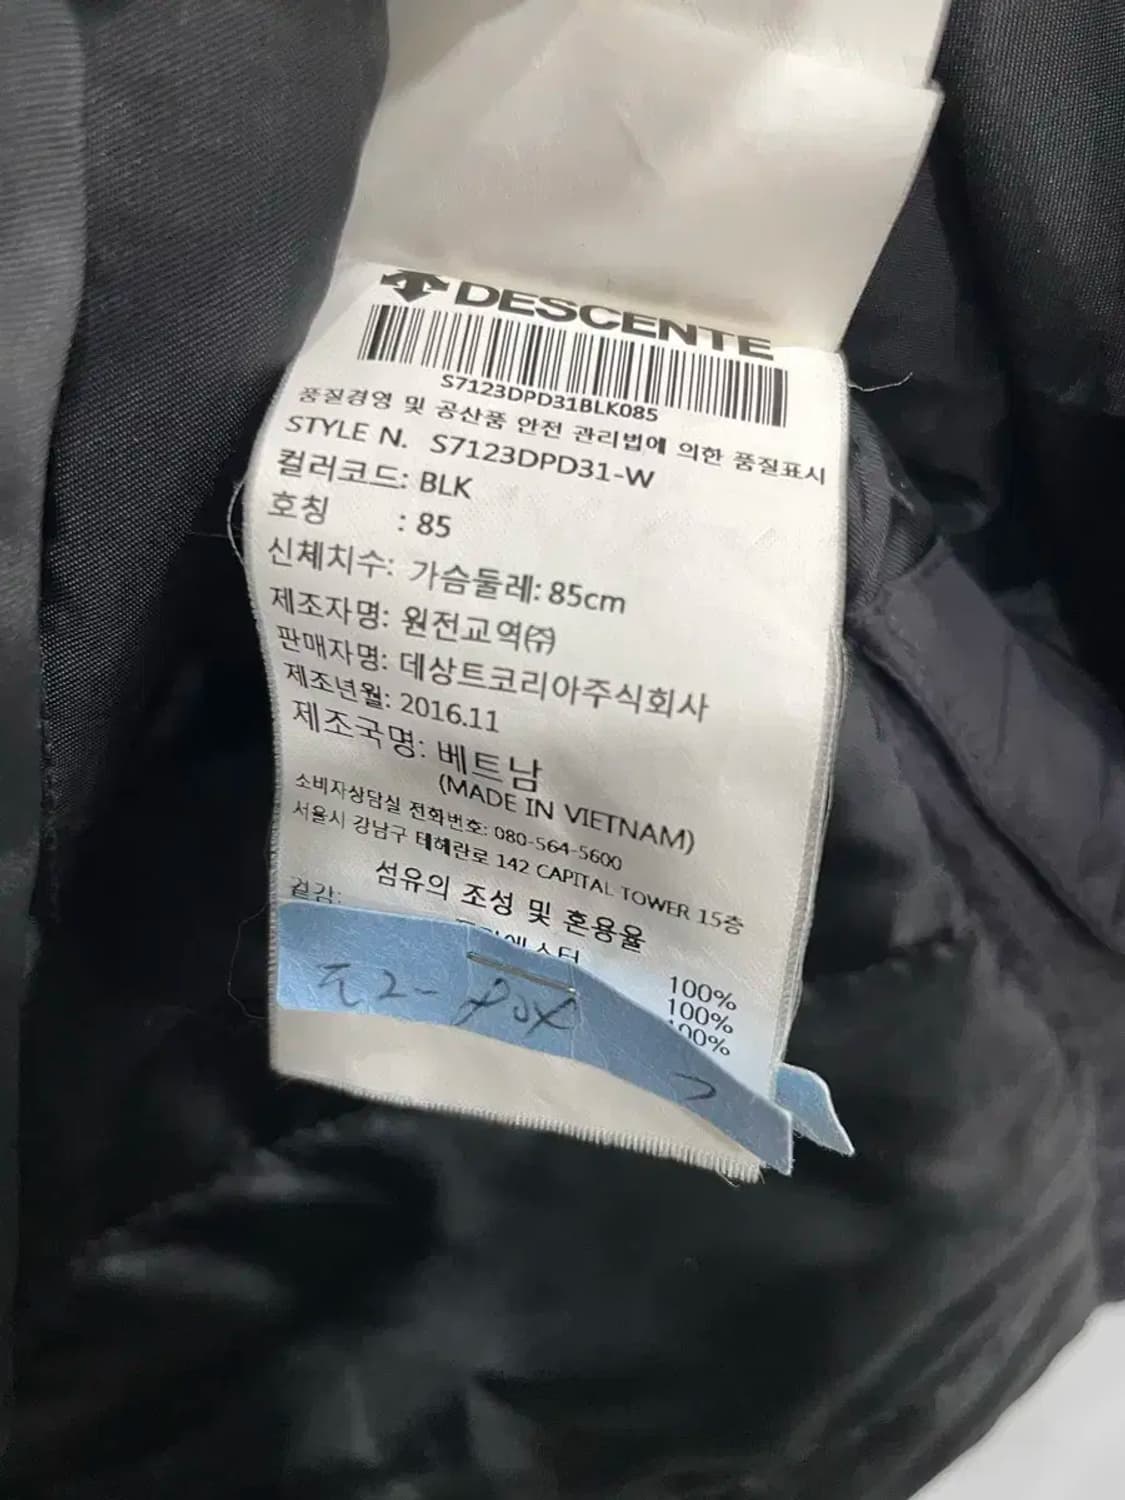 DESCENTE
S7123DPD31BLK085
품질경영 및 공산품 안전 관리법에 의한 품질표시
STYLE N. S7123DPD31-W
컬러코드: BLK
호칭 : 85
신체치수: 가슴둘레: 85cm
제조자명: 원전교역㈜
판매자명: 데상트코리아주식회사
제조년월: 2016.11
제조국명: 베트남
(MADE IN VIETNAM)
소비자상담실 전화번호: 080-564-5600
서울시 강남구 테헤란로 142 CAPITAL TOWER 15층
섬유의 조성 및 혼용율
겉감:
100%
100%
100%